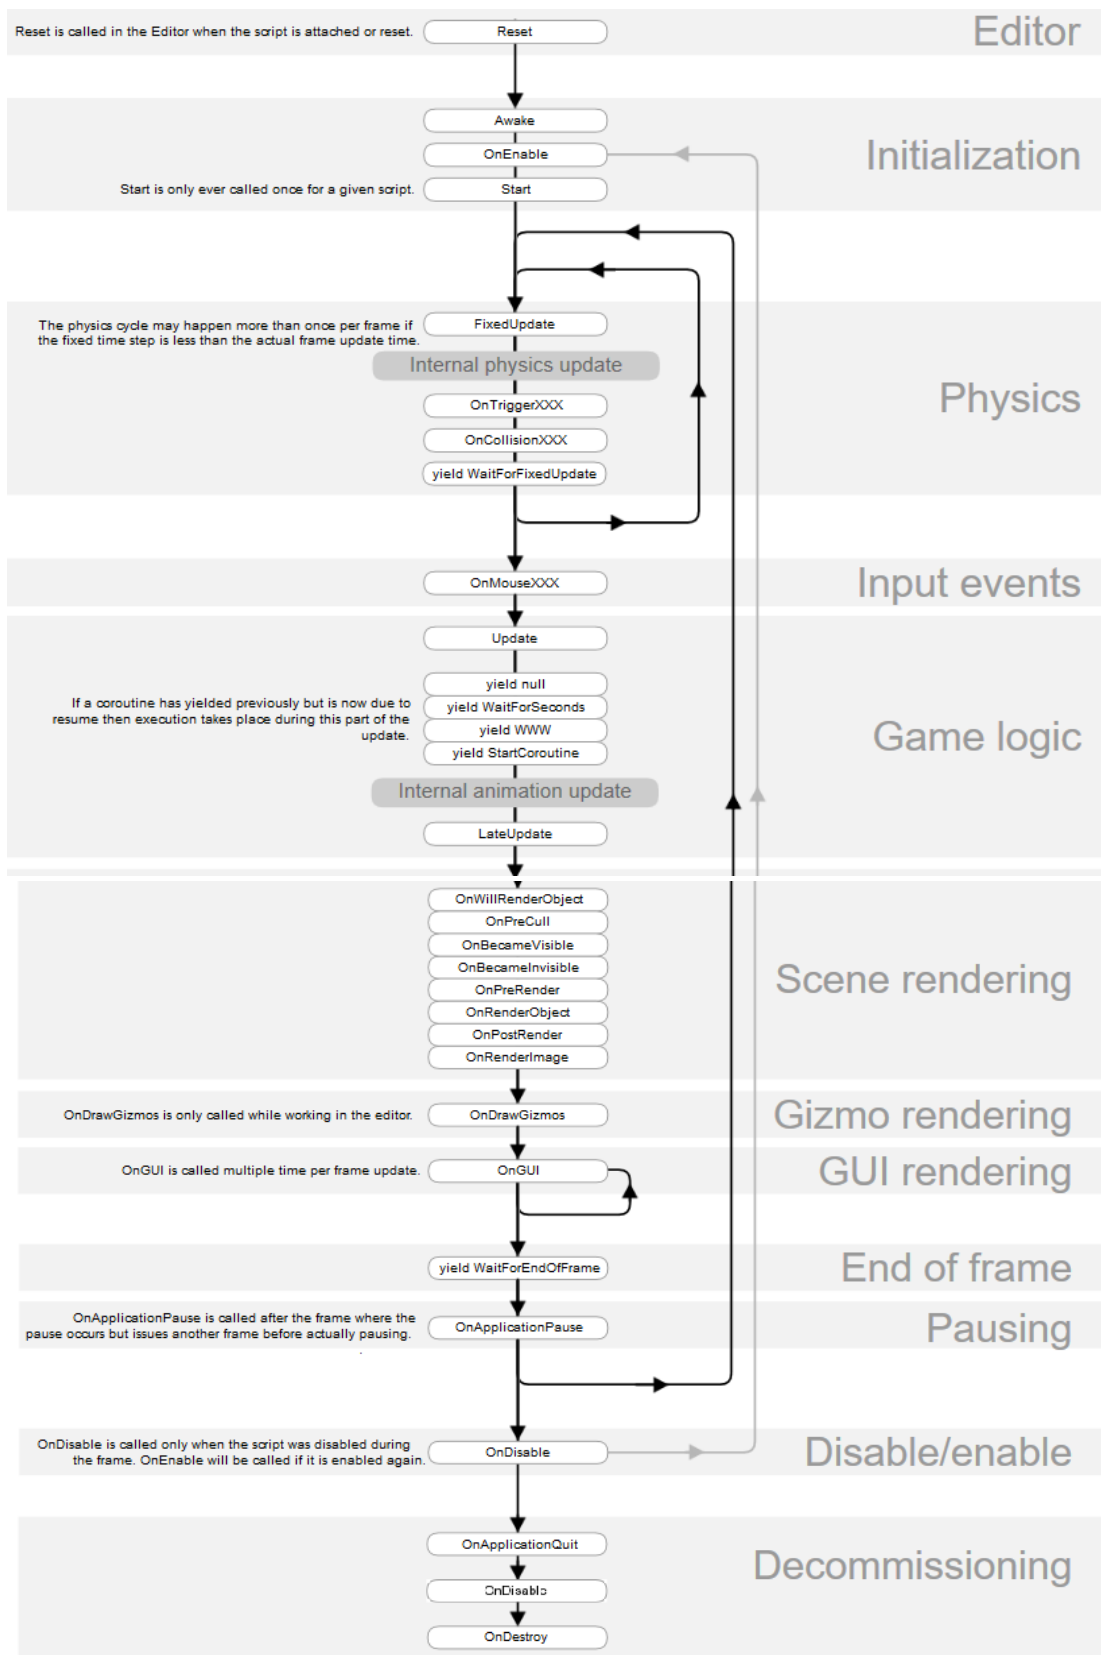 Reset is called in the Editor when the script is attached or reset.
Reset
Editor
Awake
OnEnable
Initialization
Start is only ever called once for a given script.
Start
The physics cycle may happen more than once per frame if
the fixed time step is less than the actual frame update time.
FixedUpdate
Internal physics update
OnTriggerXXX
Physics
OnCollisionXXX
yield WaitForFixedUpdate
OnMouseXXX
Input events
Update
yield null
If a coroutine has yielded previously but is now due to
resume then execution takes place during this part of the
update.
yield WaitForSeconds
yield WWW
yield StartCoroutine
Game logic
Internal animation update
LateUpdate
OnWillRenderObject
OnPreCull
OnBecameVisible
OnBecameInvisible
Scene rendering
OnPreRender
OnRenderObject
OnPostRender
OnRenderImage
OnDrawGizmos is only called while working in the editor.
OnDrawGizmos
Gizmo rendering
OnGUI is called multiple time per frame update.
OnGUI
GUI rendering
yield WaitForEndOfFrame
End of frame
OnApplicationPause is called after the frame where the
pause occurs but issues another frame before actually pausing.
OnApplicationPause
Pausing
.
OnDisable is called only when the script was disabled during
the frame. OnEnable will be called if it is enabled again.
OnDisable
Disable/enable
OnApplicationQuit
Decommissioning
OnDisable
OnDestroy